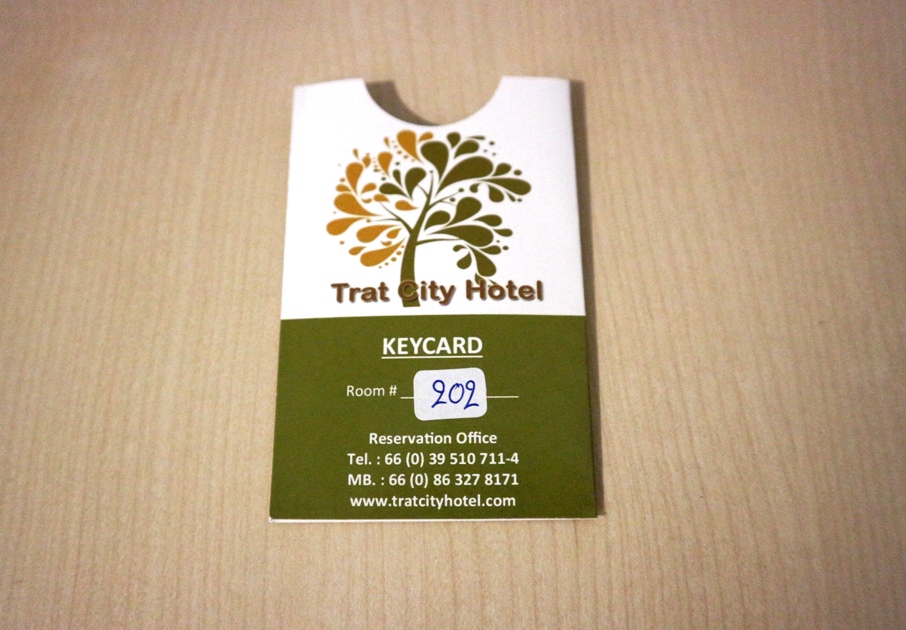 Trat City Hotel
KEYCARD
Room # 202
Reservation Office
Tel. : 66 (0) 39 510 711-4
MB. : 66 (0) 86 327 8171
www.tratcityhotel.com